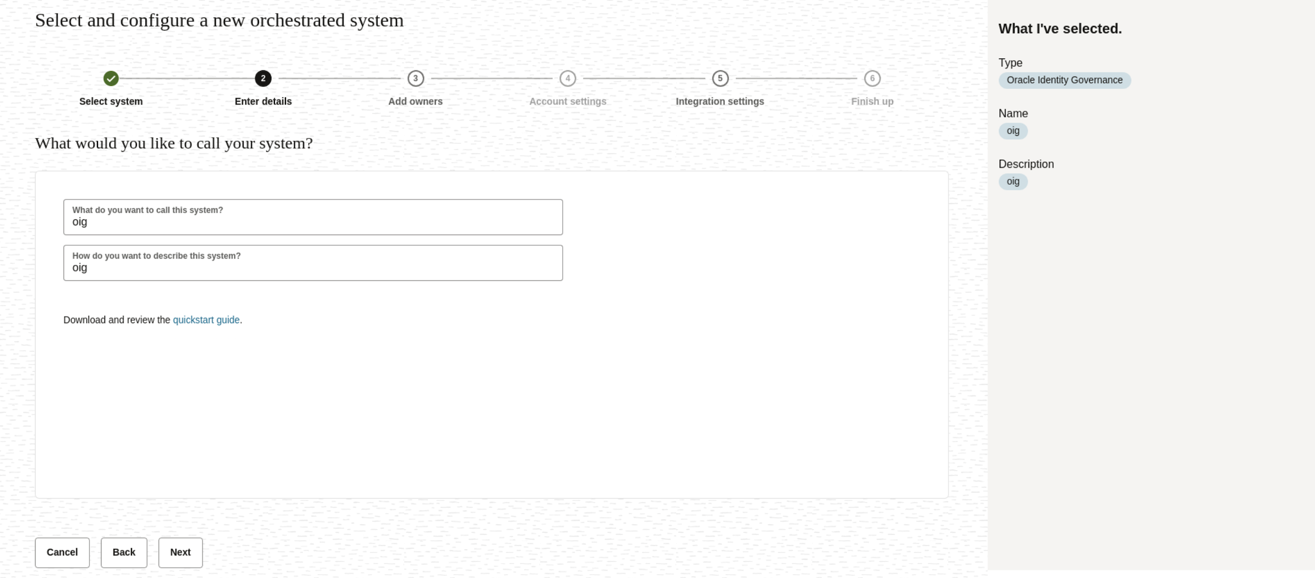 Select and configure a new orchestrated system
2
3
4
5
6
Select system
Enter details
Add owners
Account settings
Integration settings
Finish up
What would you like to call your system?
What do you want to call this system?
oig
How do you want to describe this system?
oig
Download and review the quickstart guide.
Cancel
Back
Next
What I've selected.
Type
Oracle Identity Governance
Name
oig
Description
oig